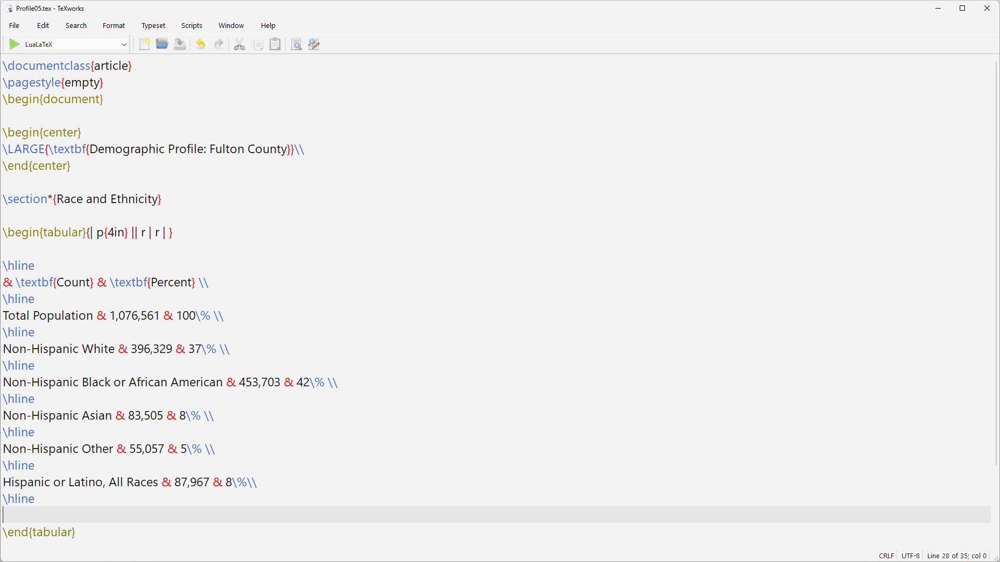 Profile05.tex - TeXworks
File Edit Search Format Typeset Scripts Window Help
LuaLaTeX
\documentclass{article}
\pagestyle{empty}
\begin{document}
\begin{center}
\LARGE{\textbf{Demographic Profile: Fulton County}}\\
\end{center}
\section*{Race and Ethnicity}
\begin{tabular}{| p{4in} || r | r | }
\hline
& \textbf{Count} & \textbf{Percent} \\
\hline
Total Population & 1,076,561 & 100\% \\
\hline
Non-Hispanic White & 396,329 & 37\% \\
\hline
Non-Hispanic Black or African American & 453,703 & 42\% \\
\hline
Non-Hispanic Asian & 83,505 & 8\% \\
\hline
Non-Hispanic Other & 55,057 & 5\% \\
\hline
Hispanic or Latino, All Races & 87,967 & 8\%\\
\hline
\end{tabular}
CRLF UTF-8 Line 28 of 35; col 0